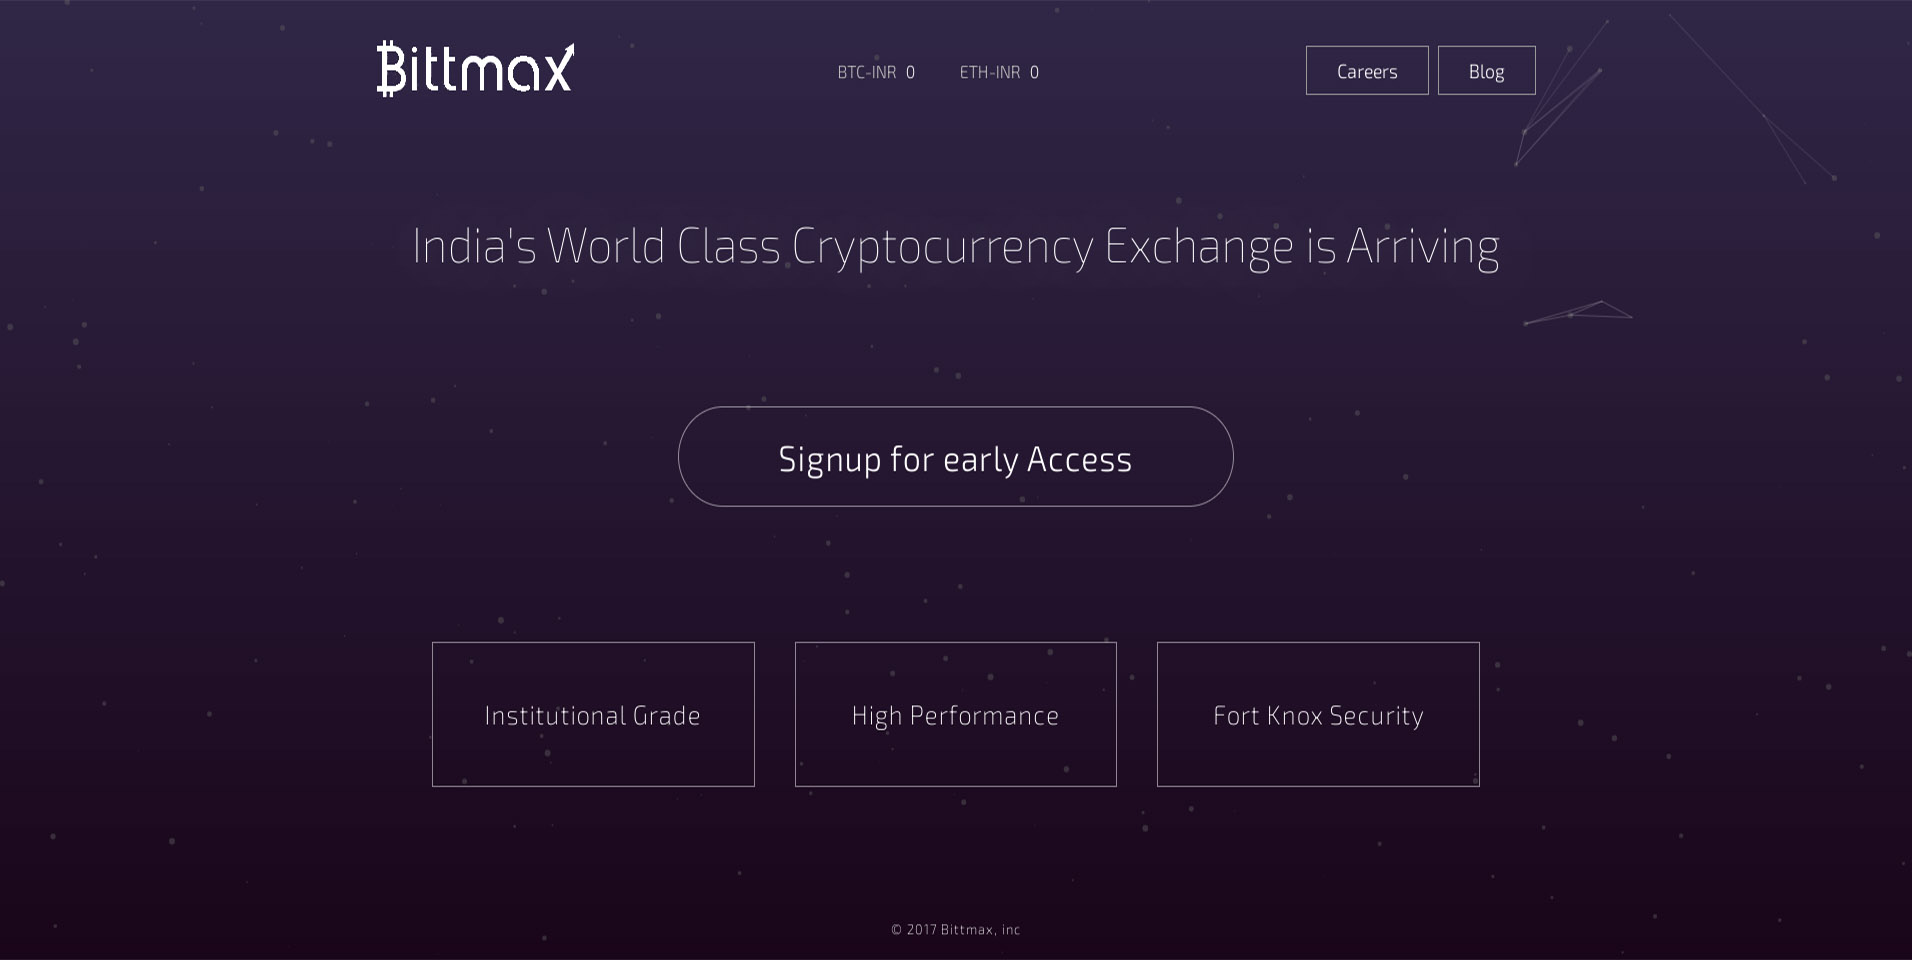 Bittmax
BTC-INR 0 ETH-INR 0
Careers
Blog
India's World Class Cryptocurrency Exchange is Arriving
Signup for early Access
Institutional Grade
High Performance
Fort Knox Security
© 2017 Bittmax, inc